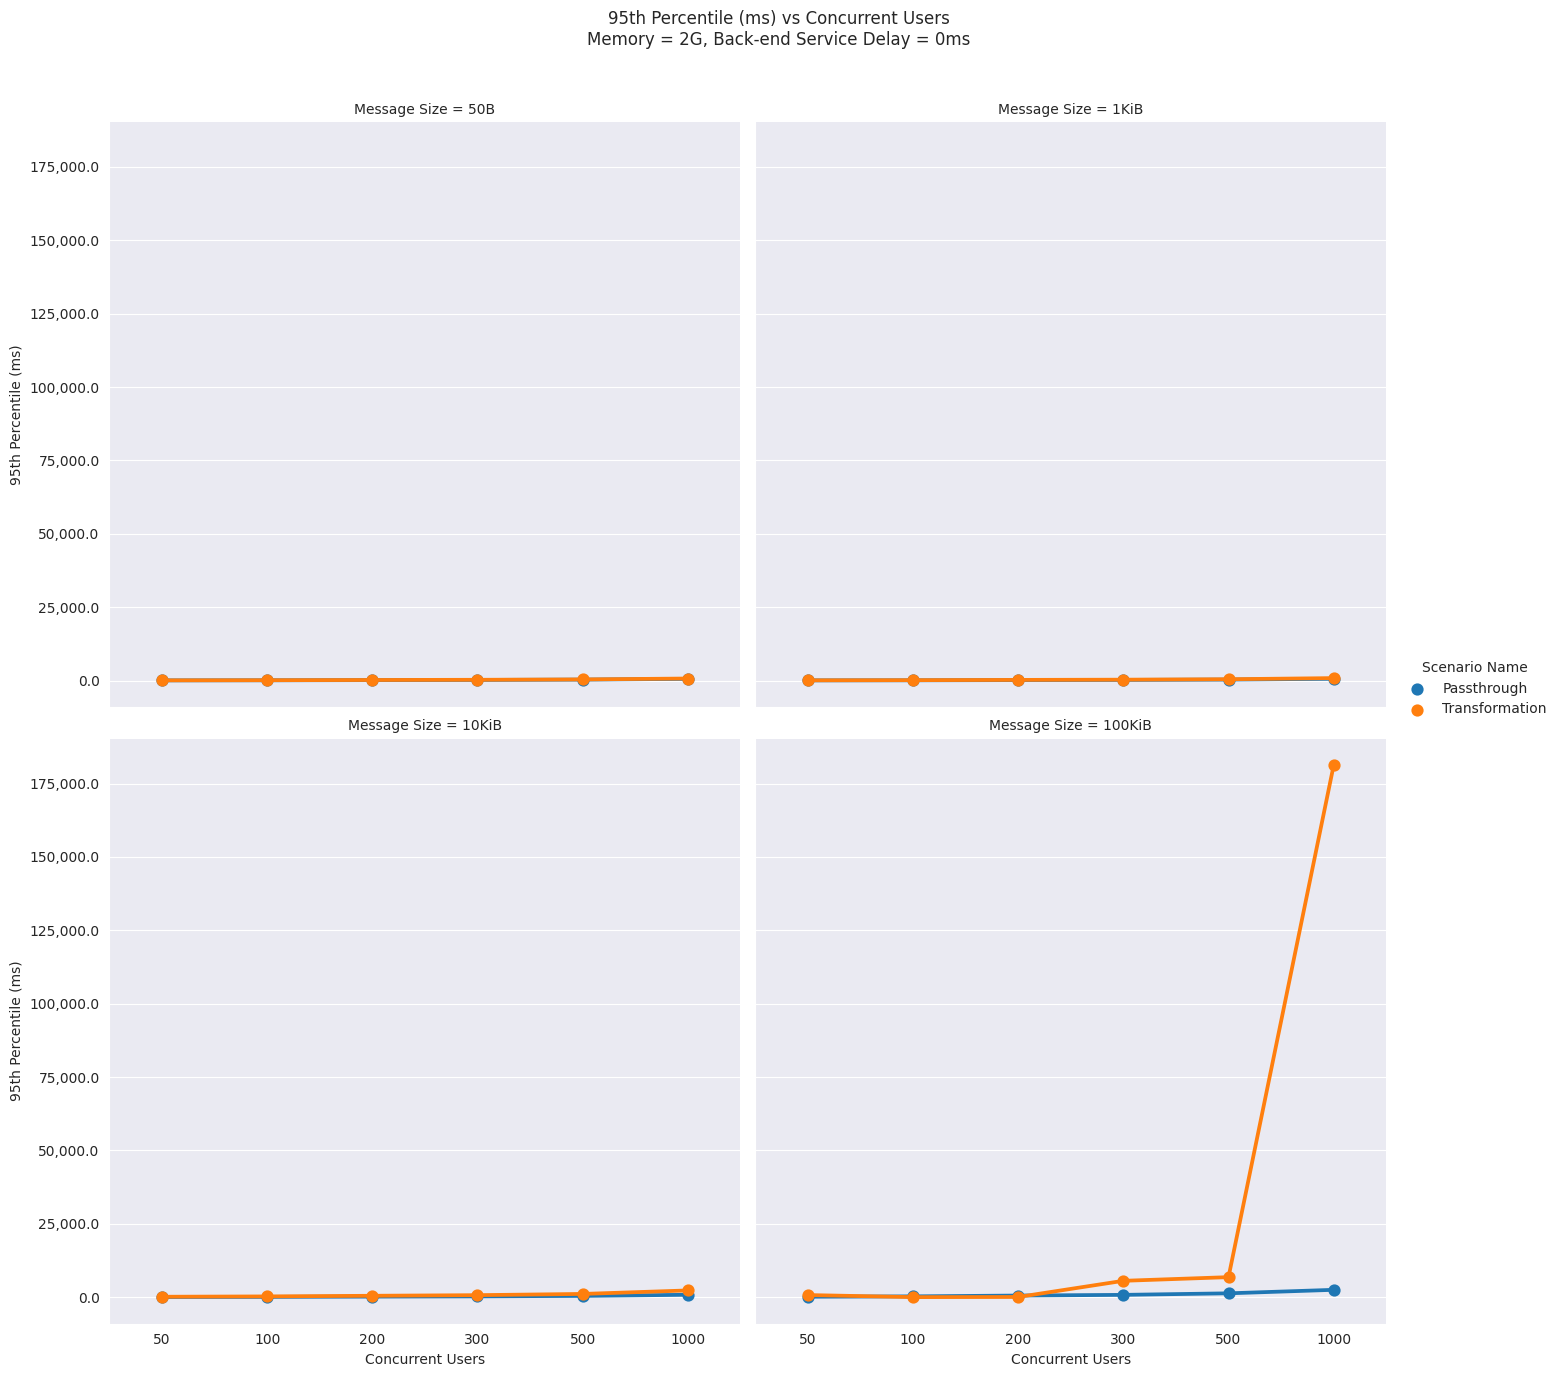 95th Percentile (ms) vs Concurrent Users
Memory = 2G, Back-end Service Delay = 0ms
Message Size = 50B
Message Size = 1KiB
175,000.0
150,000.0
125,000.0
100,000.0
75,000.0
50,000.0
25,000.0
0.0
95th Percentile (ms)
Scenario Name
Passthrough
Transformation
Message Size = 10KiB
Message Size = 100KiB
175,000.0
150,000.0
125,000.0
100,000.0
75,000.0
50,000.0
25,000.0
0.0
95th Percentile (ms)
50 100 200 300 500 1000
Concurrent Users
50 100 200 300 500 1000
Concurrent Users